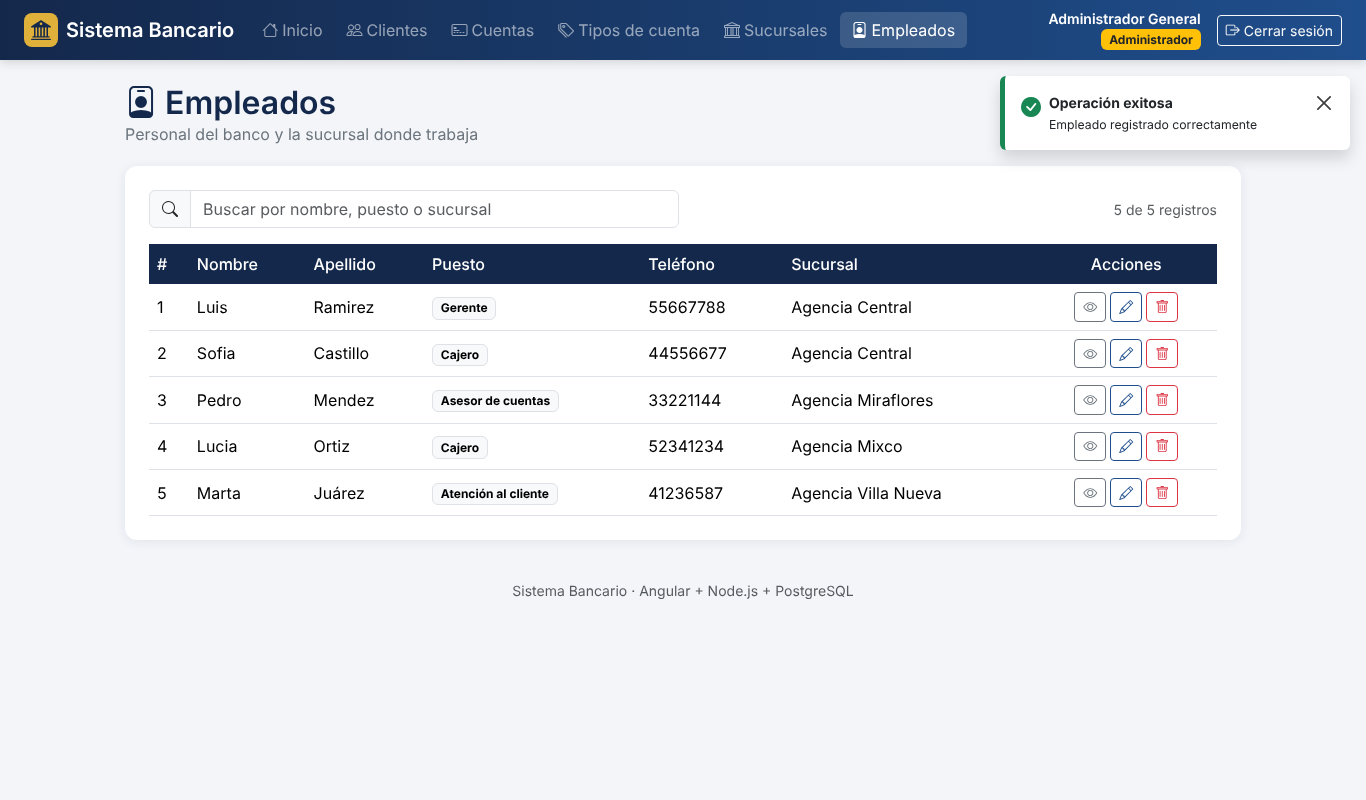 Sistema Bancario Inicio Clientes Cuentas Tipos de cuenta Sucursales Empleados Administrador General Administrador Cerrar sesión
Empleados
Personal del banco y la sucursal donde trabaja
Operación exitosa
Empleado registrado correctamente
Buscar por nombre, puesto o sucursal 5 de 5 registros
# Nombre Apellido Puesto Teléfono Sucursal Acciones
1 Luis Ramirez Gerente 55667788 Agencia Central
2 Sofia Castillo Cajero 44556677 Agencia Central
3 Pedro Mendez Asesor de cuentas 33221144 Agencia Miraflores
4 Lucia Ortiz Cajero 52341234 Agencia Mixco
5 Marta Juárez Atención al cliente 41236587 Agencia Villa Nueva
Sistema Bancario · Angular + Node.js + PostgreSQL